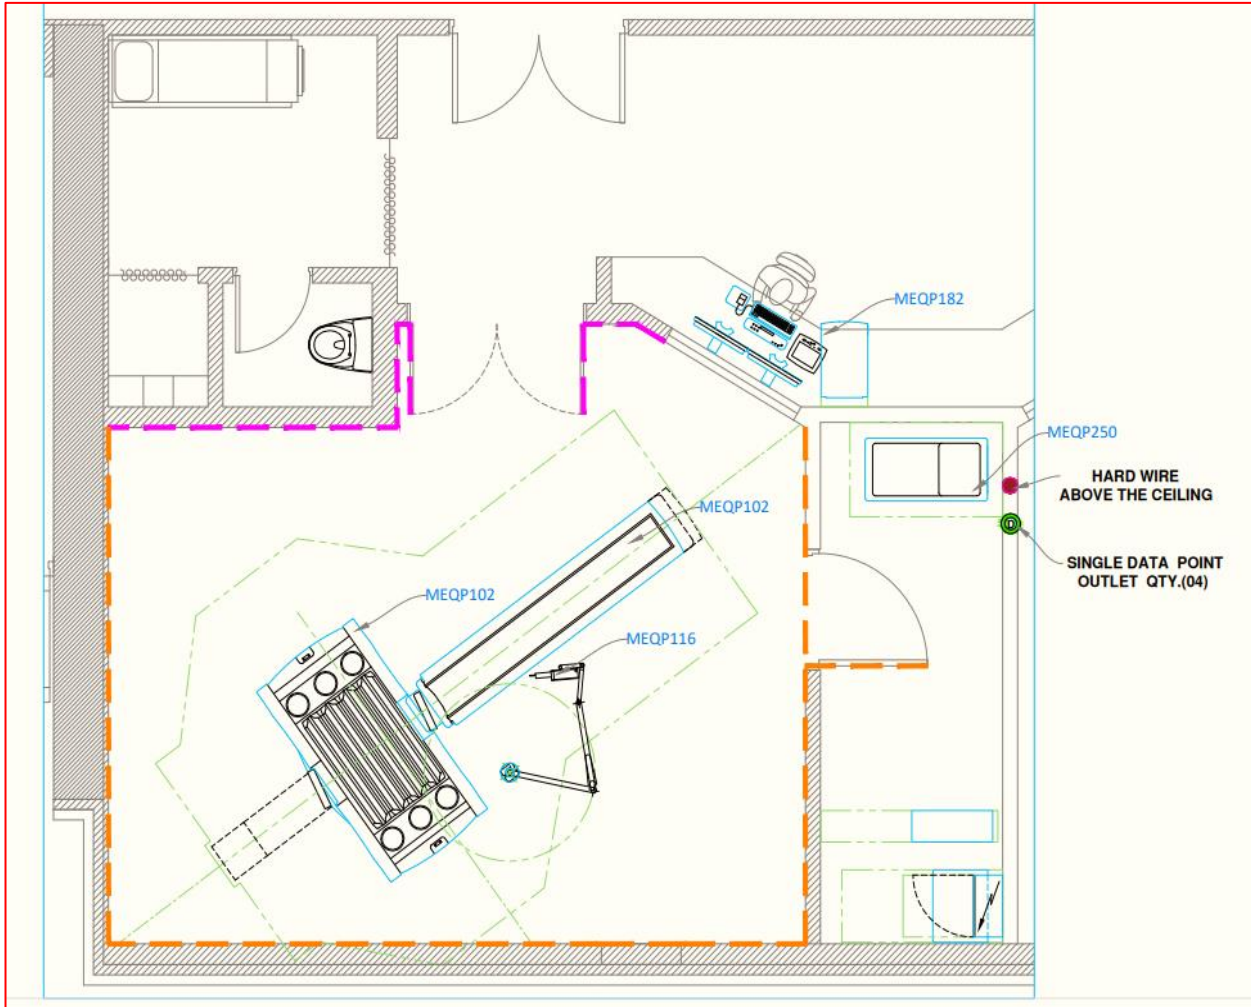 MEQP182
MEQP250
HARD WIRE
ABOVE THE CEILING
MEQP102
SINGLE DATA POINT
OUTLET QTY.(04)
MEQP102
MEQP116